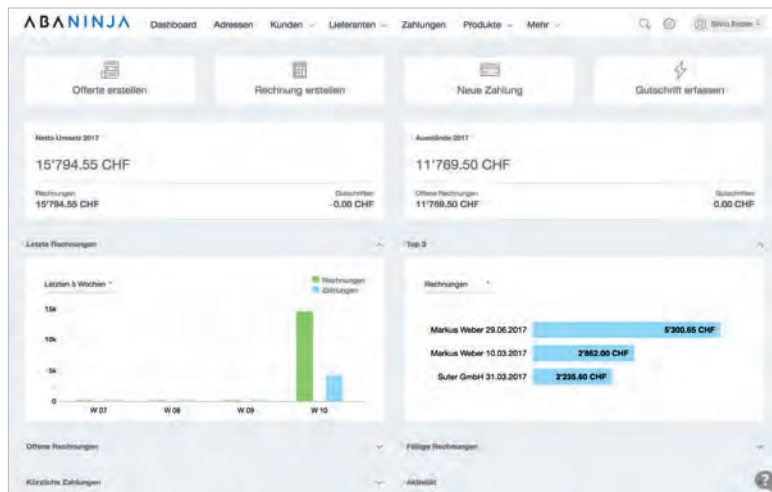 ABANINJA Dashboard Adressen Kunden Lieferanten Zahlungen Produkte Mehr
Offerte erstellen
Rechnung erstellen
Neue Zahlung
Gutschrift erfassen
Netto Umsatz 2017
15'794.55 CHF
Rechnungen Gutschriften
15'794.55 CHF -0.00 CHF
Ausstände 2017
11'769.50 CHF
Offene Rechnungen Gutschriften
11'769.50 CHF 0.00 CHF
Letzte Rechnungen
Letzten 5 Wochen
Rechnungen
Zahlungen
15k
10k
5k
0
W 07 W 08 W 09 W 10
Top 3
Rechnungen
Markus Weber 29.06.2017 5'300.65 CHF
Markus Weber 10.03.2017 2'862.00 CHF
Suter GmbH 31.03.2017 2'235.60 CHF
Offene Rechnungen
Fällige Rechnungen
Kürzliche Zahlungen
Aktivität
?